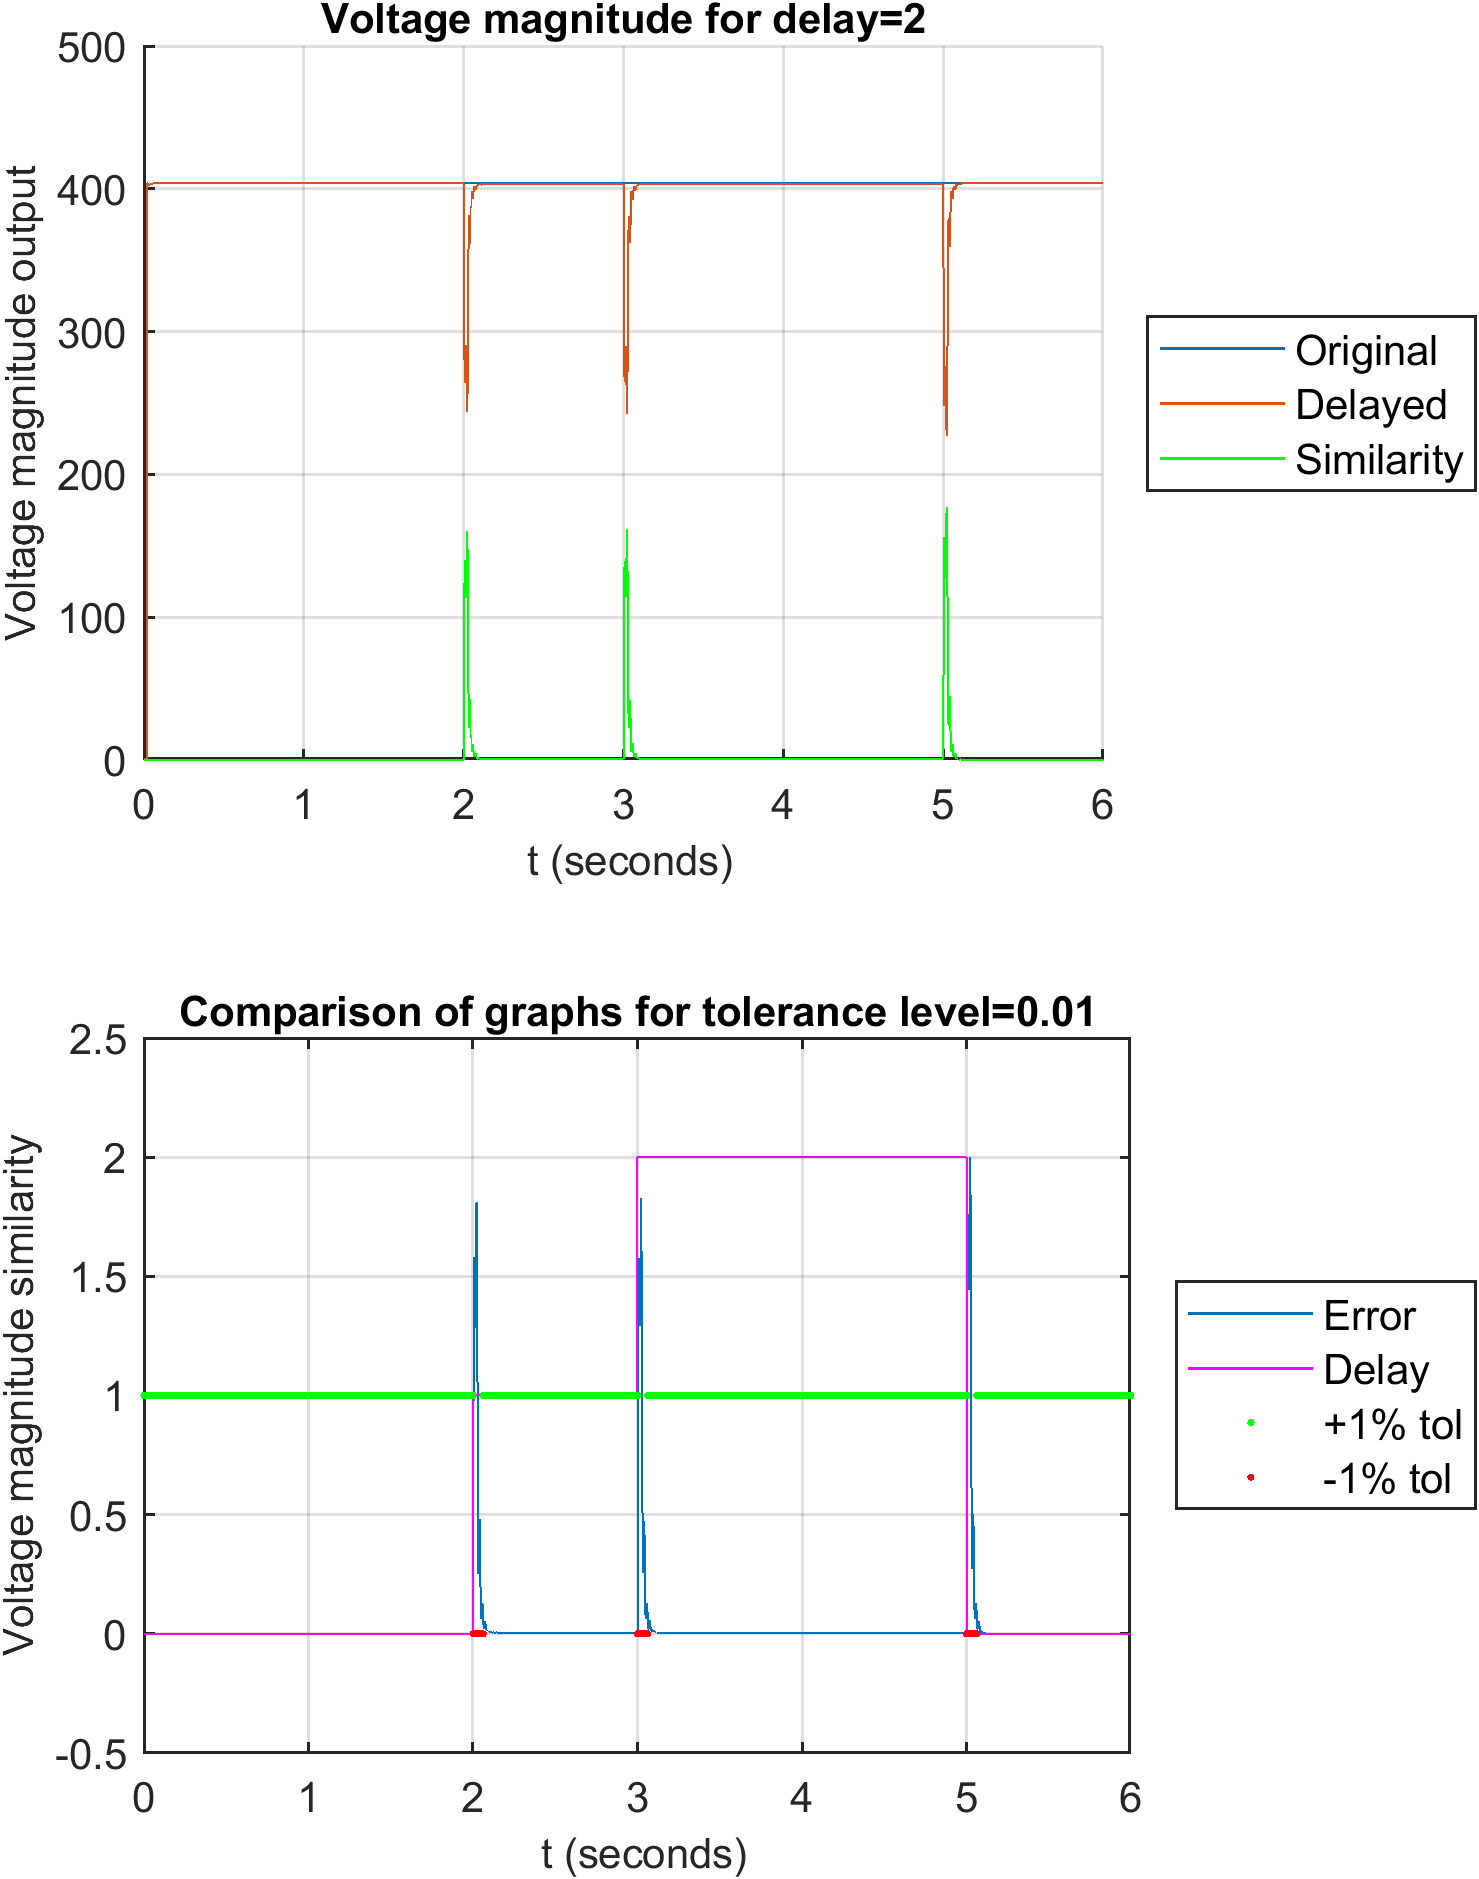 Voltage magnitude for delay=2
500
400
300
200
100
0
Voltage magnitude output
0 1 2 3 4 5 6
t (seconds)
Original
Delayed
Similarity
Comparison of graphs for tolerance level=0.01
2.5
2
1.5
1
0.5
0
-0.5
Voltage magnitude similarity
0 1 2 3 4 5 6
t (seconds)
Error
Delay
+1% tol
-1% tol